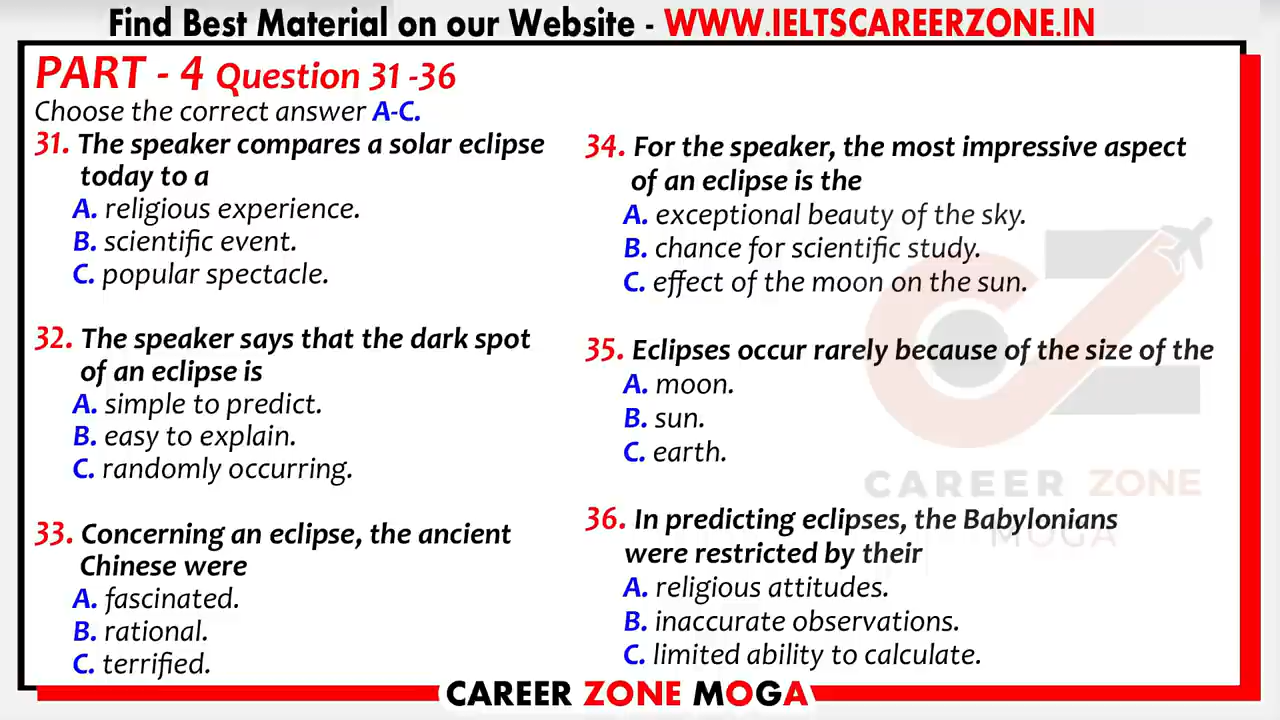 Find Best Material on our Website - WWW.IELTSCAREERZONE.IN
PART - 4 Question 31 -36
Choose the correct answer A-C.
31. The speaker compares a solar eclipse
today to a
A. religious experience.
B. scientific event.
C. popular spectacle.
32. The speaker says that the dark spot
of an eclipse is
A. simple to predict.
B. easy to explain.
C. randomly occurring.
33. Concerning an eclipse, the ancient
Chinese were
A. fascinated.
B. rational.
C. terrified.
34. For the speaker, the most impressive aspect
of an eclipse is the
A. exceptional beauty of the sky.
B. chance for scientific study.
C. effect of the moon on the sun.
35. Eclipses occur rarely because of the size of the
A. moon.
B. sun.
C. earth.
36. In predicting eclipses, the Babylonians
were restricted by their
A. religious attitudes.
B. inaccurate observations.
C. limited ability to calculate.
CAREER ZONE
MOGA
CAREER ZONE MOGA